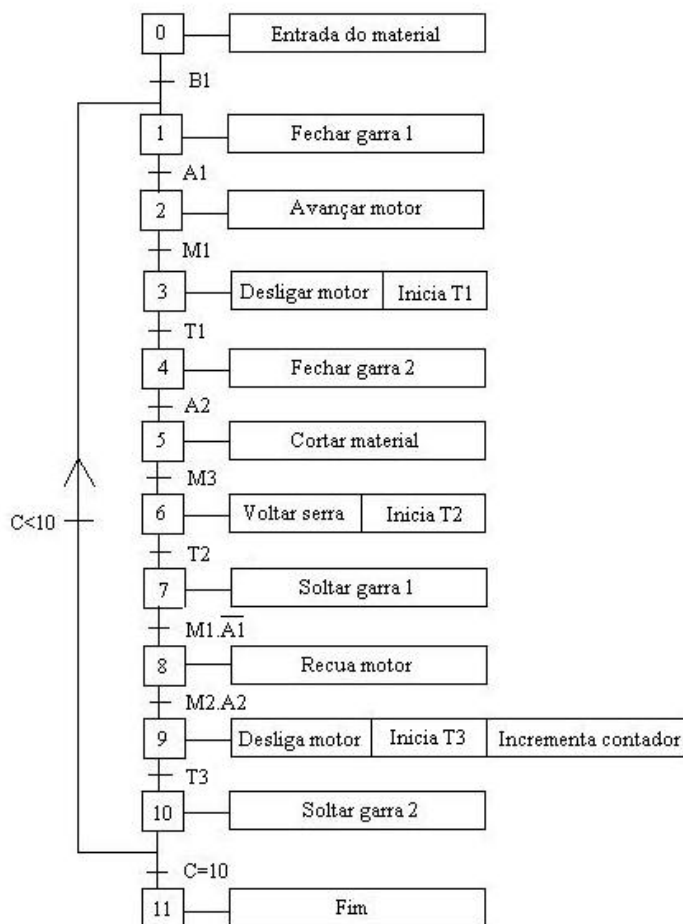 0 Entrada do material
B1
1 Fechar garra 1
A1
2 Avançar motor
M1
3 Desligar motor Inicia T1
T1
4 Fechar garra 2
A2
5 Cortar material
M3
C<10
6 Voltar serra Inicia T2
T2
7 Soltar garra 1
M1.A̅1̅
8 Recua motor
M2.A2
9 Desliga motor Inicia T3 Incrementa contador
T3
10 Soltar garra 2
C=10
11 Fim